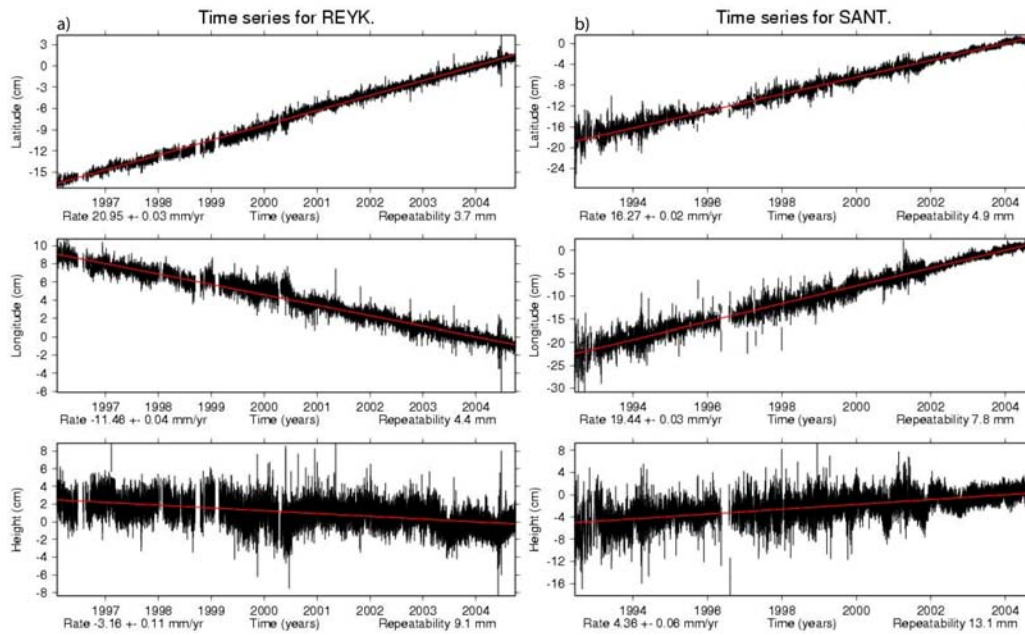 a)
Time series for REYK.
3
0
-3
-6
-9
-12
-15
Latitude (cm)
1997 1998 1999 2000 2001 2002 2003 2004
Rate 20.95 +- 0.03 mm/yr Time (years) Repeatability 3.7 mm
10
8
6
4
2
0
-2
-4
-6
Longitude (cm)
1997 1998 1999 2000 2001 2002 2003 2004
Rate -11.46 +- 0.04 mm/yr Time (years) Repeatability 4.4 mm
8
6
4
2
0
-2
-4
-6
-8
Height (cm)
1997 1998 1999 2000 2001 2002 2003 2004
Rate -3.16 +- 0.11 mm/yr Time (years) Repeatability 9.1 mm
b)
Time series for SANT.
0
-4
-8
-12
-16
-20
-24
Latitude (cm)
1994 1996 1998 2000 2002 2004
Rate 16.27 +- 0.02 mm/yr Time (years) Repeatability 4.9 mm
0
-5
-10
-15
-20
-25
-30
Longitude (cm)
1994 1996 1998 2000 2002 2004
Rate 19.44 +- 0.03 mm/yr Time (years) Repeatability 7.8 mm
8
4
0
-4
-8
-12
-16
Height (cm)
1994 1996 1998 2000 2002 2004
Rate 4.36 +- 0.06 mm/yr Time (years) Repeatability 13.1 mm